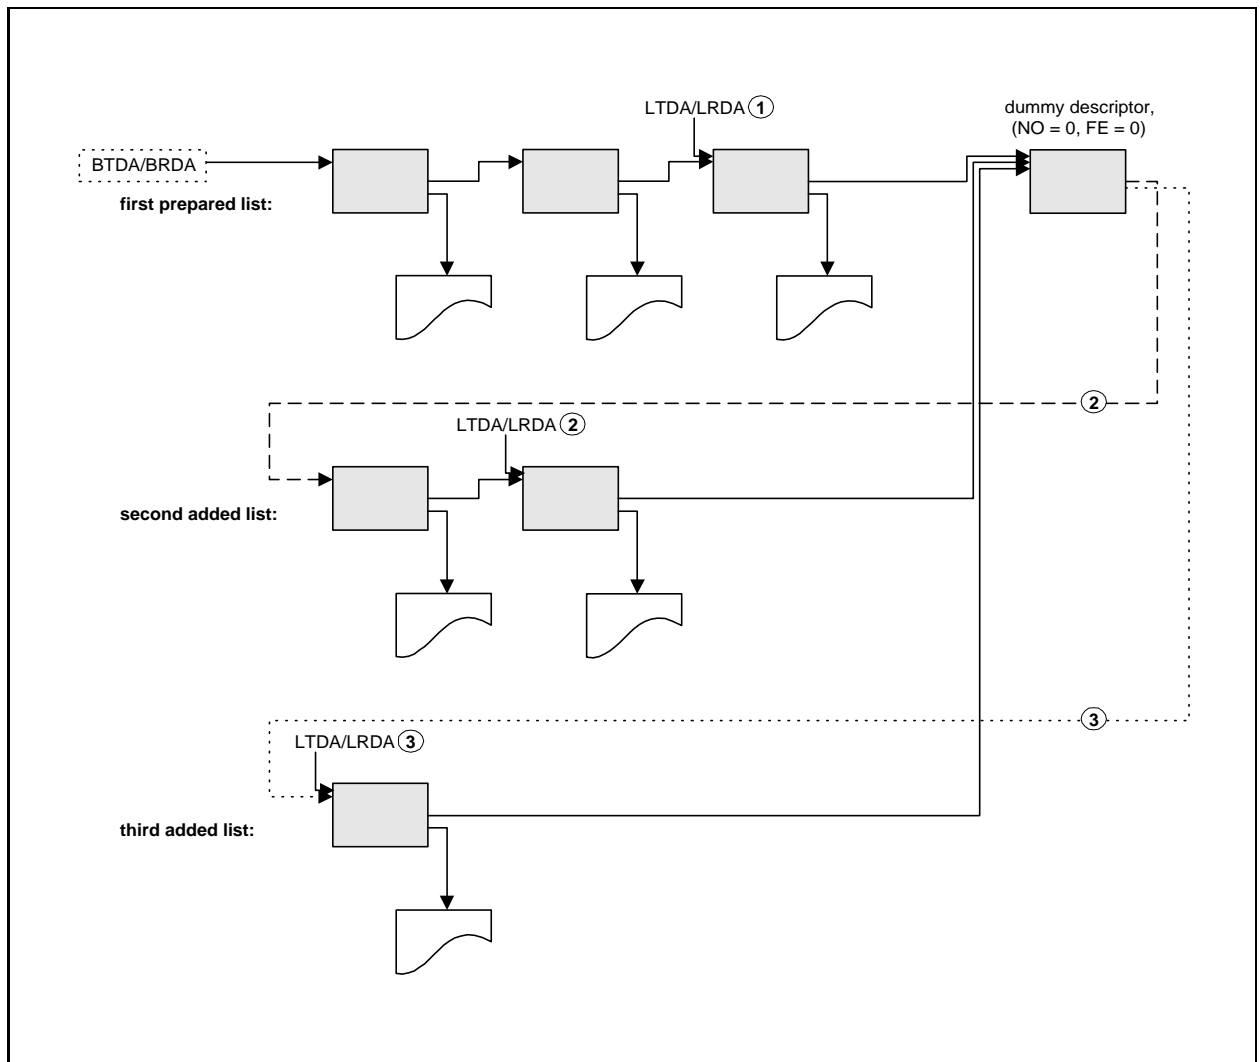 LTDA/LRDA 1
dummy descriptor,
(NO = 0, FE = 0)
BTDA/BRDA
first prepared list:
2
LTDA/LRDA 2
second added list:
3
LTDA/LRDA 3
third added list: